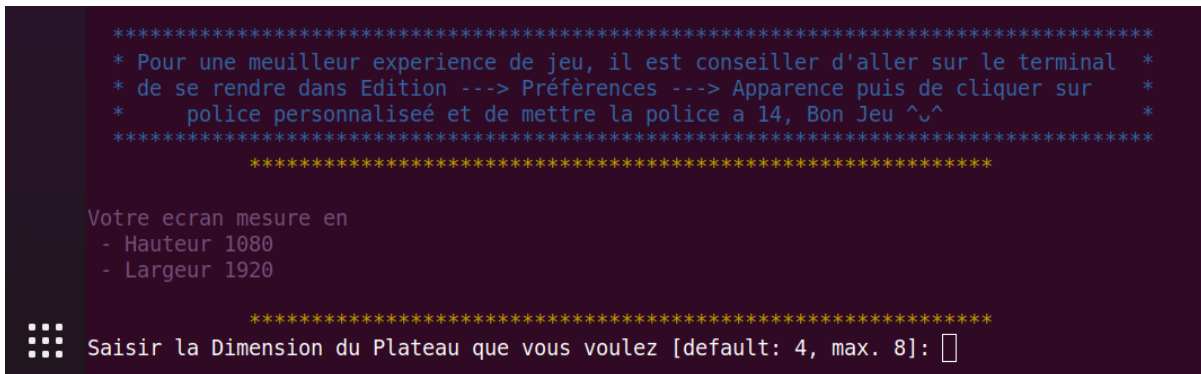 ************************************************************************************
* Pour une meuilleur experience de jeu, il est conseiller d'aller sur le terminal *
* de se rendre dans Edition ---> Préfèrences ---> Apparence puis de cliquer sur *
* police personnaliseé et de mettre la police a 14, Bon Jeu ^ᴗ^ *
************************************************************************************
************************************************************
Votre ecran mesure en
- Hauteur 1080
- Largeur 1920
************************************************************
Saisir la Dimension du Plateau que vous voulez [default: 4, max. 8]: